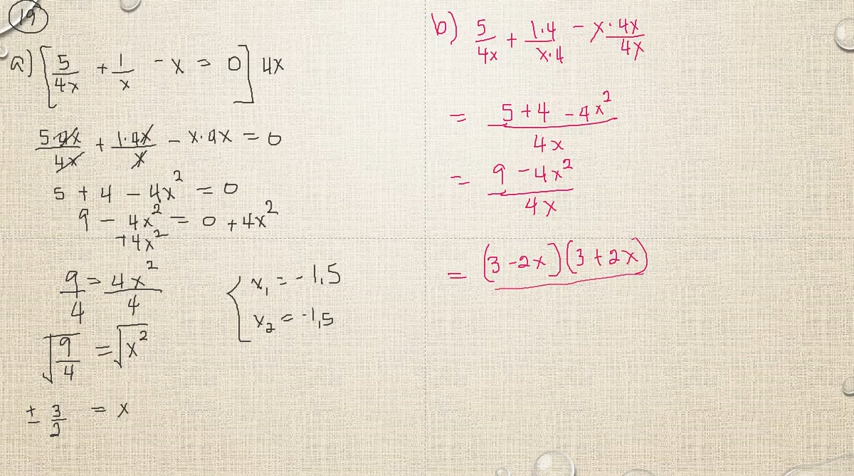 19
a) [5/4x + 1/x - x = 0] 4x
5·4x/4x + 1·4x/x - x·4x = 0
5 + 4 - 4x² = 0
9 - 4x² = 0 + 4x²
+4x²
9/4 = 4x²/4
√9/4 = √x²
± 3/2 = x
{ x₁ = -1,5
x₂ = -1,5
b) 5/4x + 1·4/x·4 - x·4x/4x
= 5 + 4 - 4x²/4x
= 9 - 4x²/4x
= (3 - 2x)(3 + 2x)